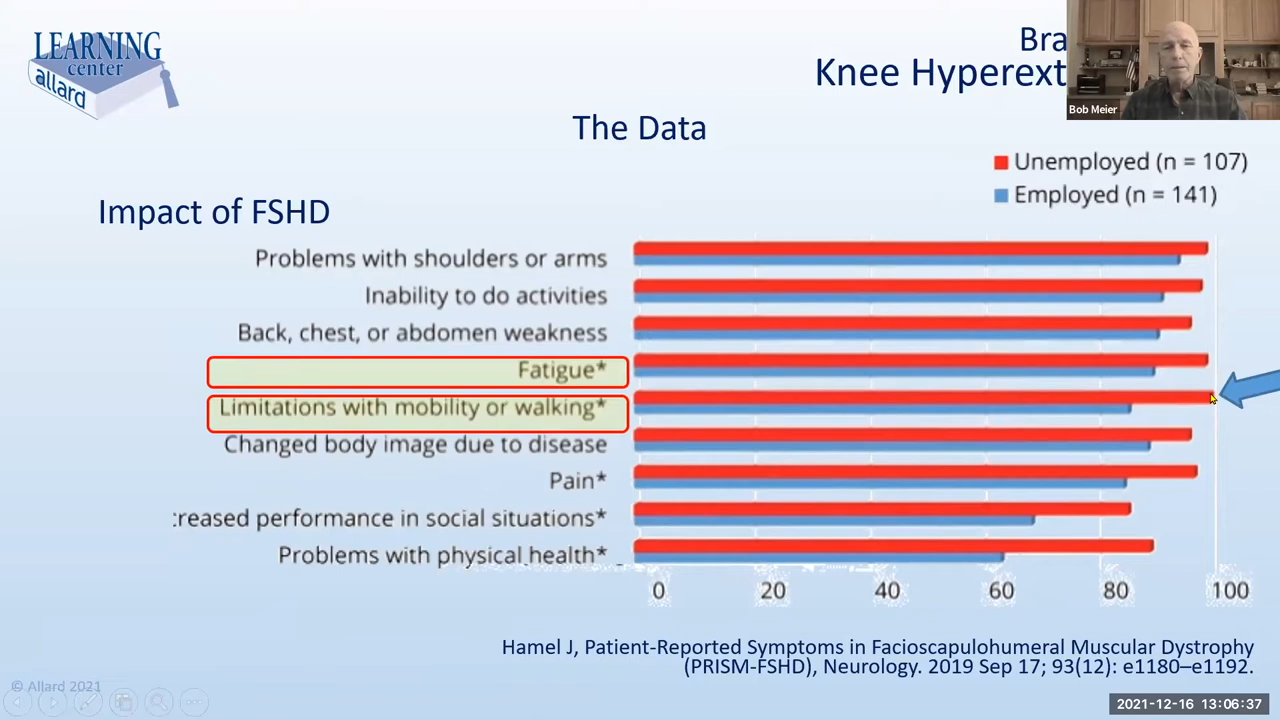 LEARNING
center
allard
Bra
Knee Hyperext
Bob Meier
The Data
Unemployed (n = 107)
Employed (n = 141)
Impact of FSHD
Problems with shoulders or arms
Inability to do activities
Back, chest, or abdomen weakness
Fatigue*
Limitations with mobility or walking*
Changed body image due to disease
Pain*
creased performance in social situations*
Problems with physical health*
0 20 40 60 80 100
Hamel J, Patient-Reported Symptoms in Facioscapulohumeral Muscular Dystrophy
(PRISM-FSHD), Neurology. 2019 Sep 17; 93(12): e1180–e1192.
© Allard 2021
2021-12-16 13:06:37